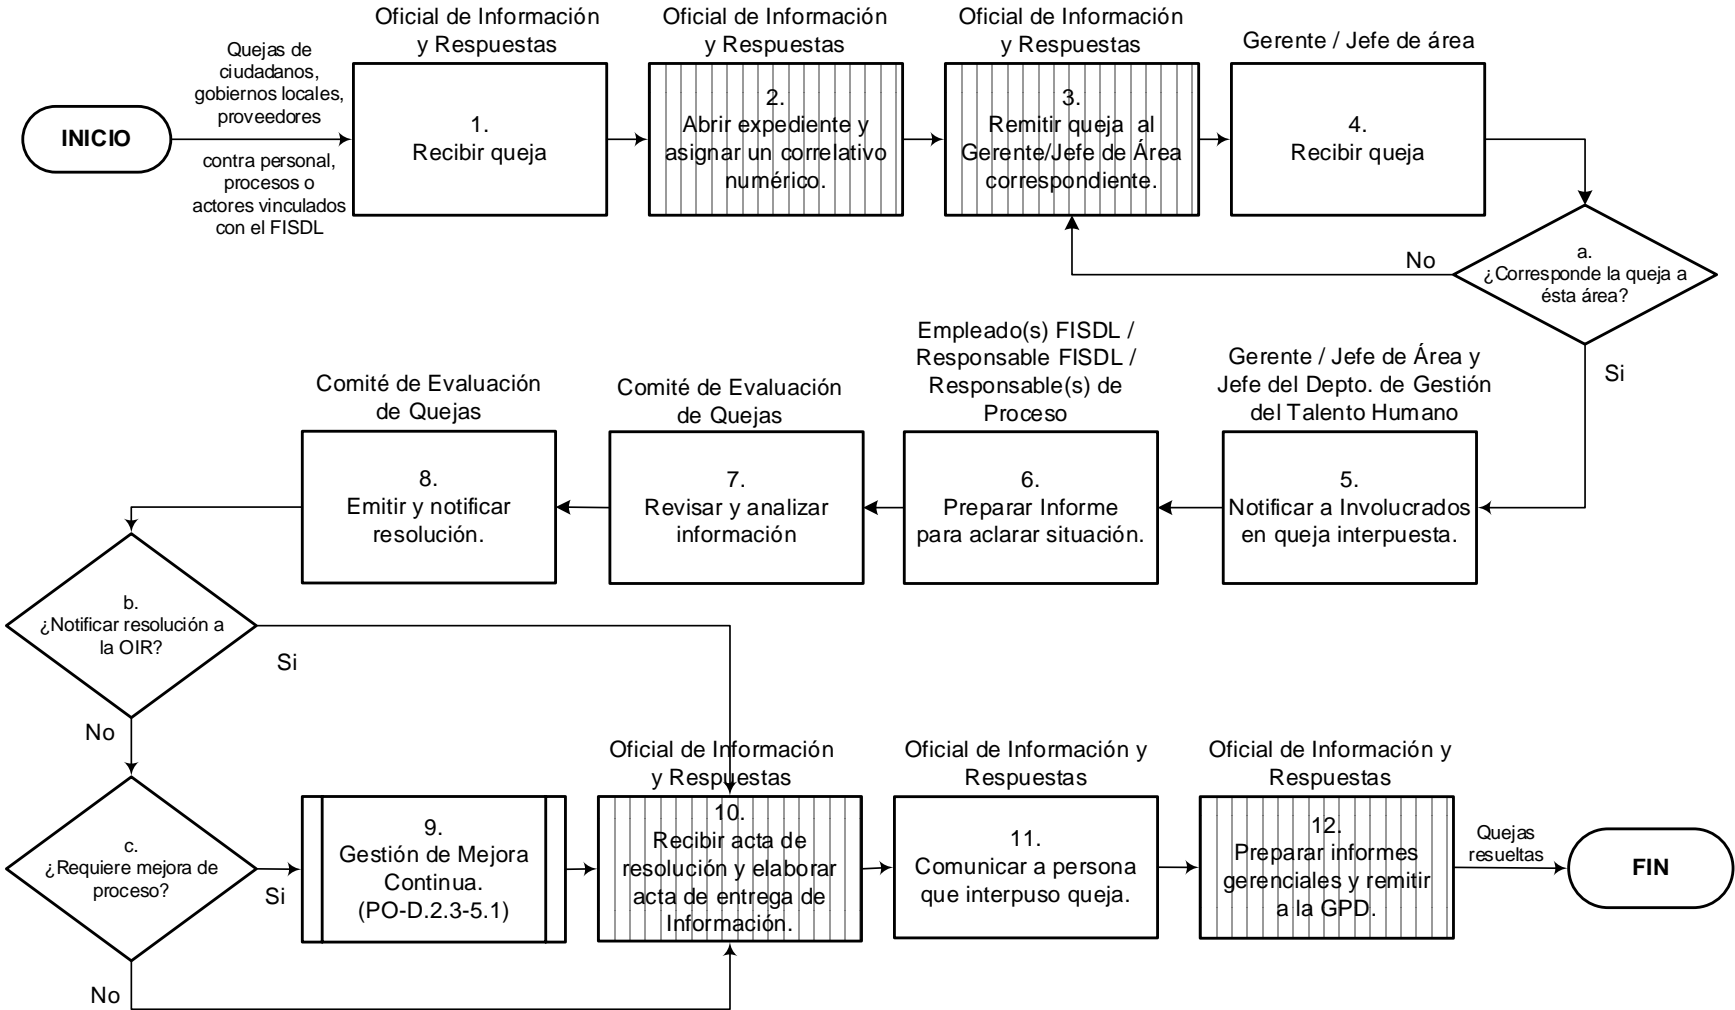 Oficial de Información
y Respuestas
Oficial de Información
y Respuestas
Oficial de Información
y Respuestas
Gerente / Jefe de área
INICIO
Quejas de
ciudadanos,
gobiernos locales,
proveedores
contra personal,
procesos o
actores vinculados
con el FISDL
1.
Recibir queja
2.
Abrir expediente y
asignar un correlativo
numérico.
3.
Remitir queja al
Gerente/Jefe de Área
correspondiente.
4.
Recibir queja
a.
¿Corresponde la queja a
ésta área?
No
Si
Gerente / Jefe de Área y
Jefe del Depto. de Gestión
del Talento Humano
5.
Notificar a Involucrados
en queja interpuesta.
Empleado(s) FISDL /
Responsable FISDL /
Responsable(s) de
Proceso
6.
Preparar Informe
para aclarar situación.
Comité de Evaluación
de Quejas
7.
Revisar y analizar
información
Comité de Evaluación
de Quejas
8.
Emitir y notificar
resolución.
b.
¿Notificar resolución a
la OIR?
Si
No
c.
¿Requiere mejora de
proceso?
Si
No
9.
Gestión de Mejora
Continua.
(PO-D.2.3-5.1)
Oficial de Información
y Respuestas
10.
Recibir acta de
resolución y elaborar
acta de entrega de
Información.
Oficial de Información y
Respuestas
11.
Comunicar a persona
que interpuso queja.
Oficial de Información y
Respuestas
12.
Preparar informes
gerenciales y remitir
a la GPD.
Quejas
resueltas
FIN